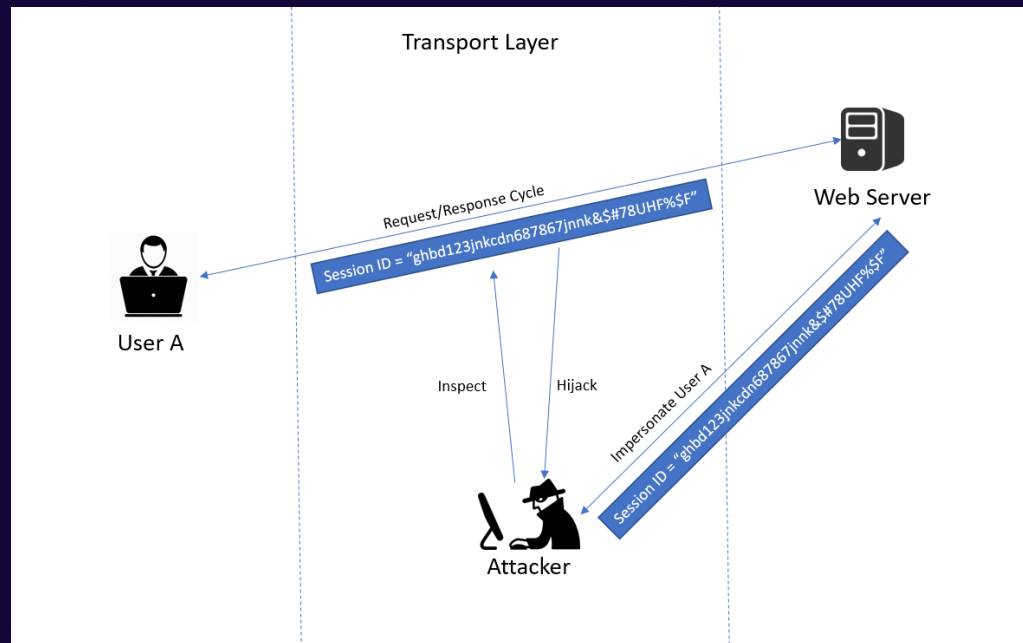 Transport Layer
Request/Response Cycle
Session ID = “ghbd123jnkcdn687867jnnk&$#78UHF%$F”
Web Server
User A
Inspect
Hijack
Impersonate User A
Session ID = “ghbd123jnkcdn687867jnnk&$#78UHF%$F”
Attacker